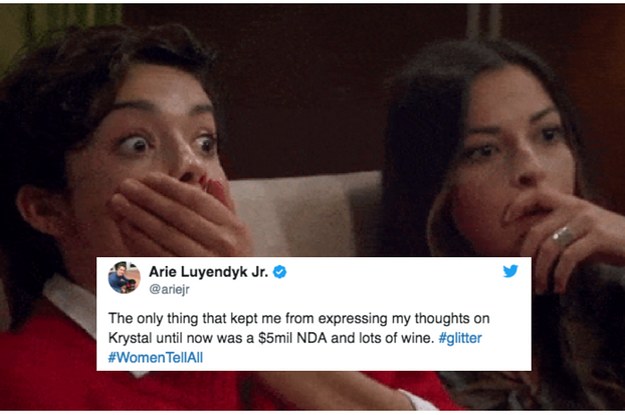 Arie Luyendyk Jr.
@ariejr
The only thing that kept me from expressing my thoughts on
Krystal until now was a $5mil NDA and lots of wine. #glitter
#WomenTellAll